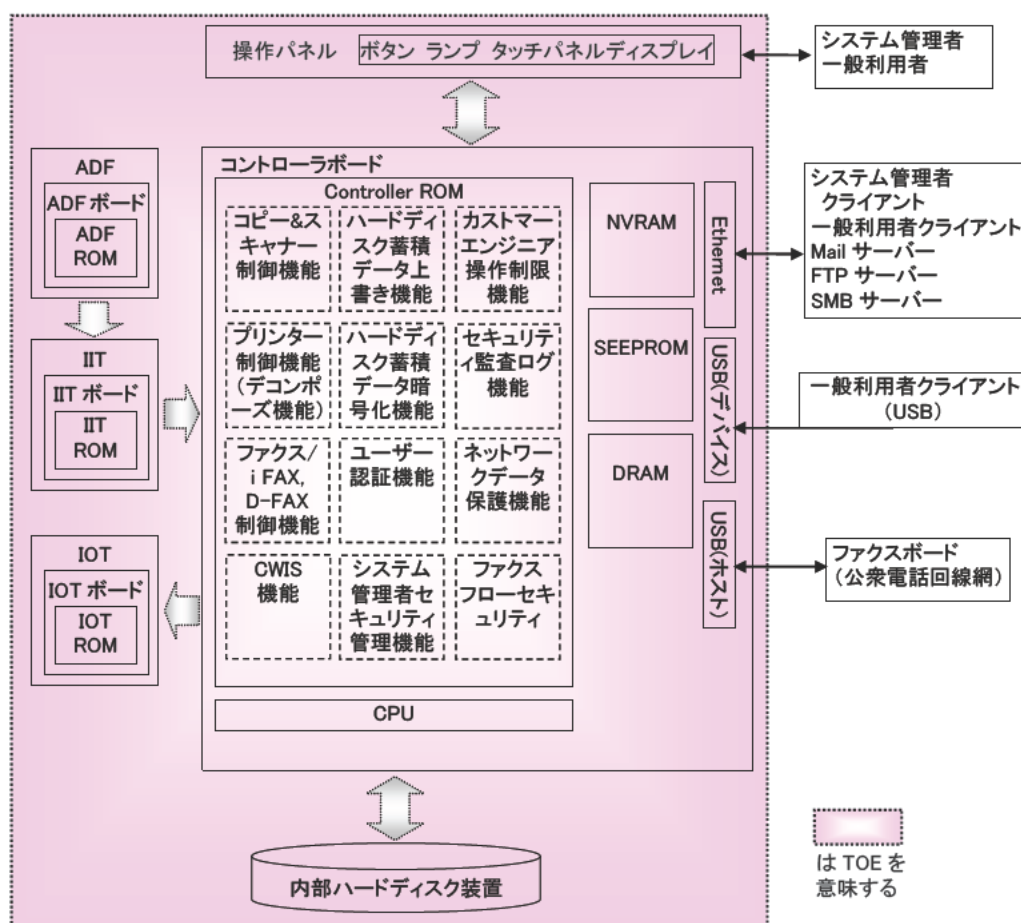 操作パネル ボタン ランプ タッチパネルディスプレイ
システム管理者
一般利用者
コントローラボード
Controller ROM
コピー&ス
キャナー
制御機能
ハードディ
スク蓄積
データ上
書き機能
カストマー
エンジニア
操作制限
機能
プリンター
制御機能
(デコンポ
ーズ機能)
ハードディ
スク蓄積
データ暗
号化機能
セキュリテ
ィ監査ログ
機能
ファクス/
i FAX,
D-FAX
制御機能
ユーザー
認証機能
ネットワー
クデータ
保護機能
CWIS
機能
システム
管理者セ
キュリティ
管理機能
ファクス
フローセキ
ュリティ
CPU
NVRAM
SEEPROM
DRAM
Ethernet
USB(デバイス)
USB(ホスト)
ADF
ADF ボード
ADF
ROM
IIT
IIT ボード
IIT
ROM
IOT
IOT ボード
IOT
ROM
システム管理者
クライアント
一般利用者クライアント
Mail サーバー
FTP サーバー
SMB サーバー
一般利用者クライアント
(USB)
ファクスボード
(公衆電話回線網)
内部ハードディスク装置
は TOE を
意味する